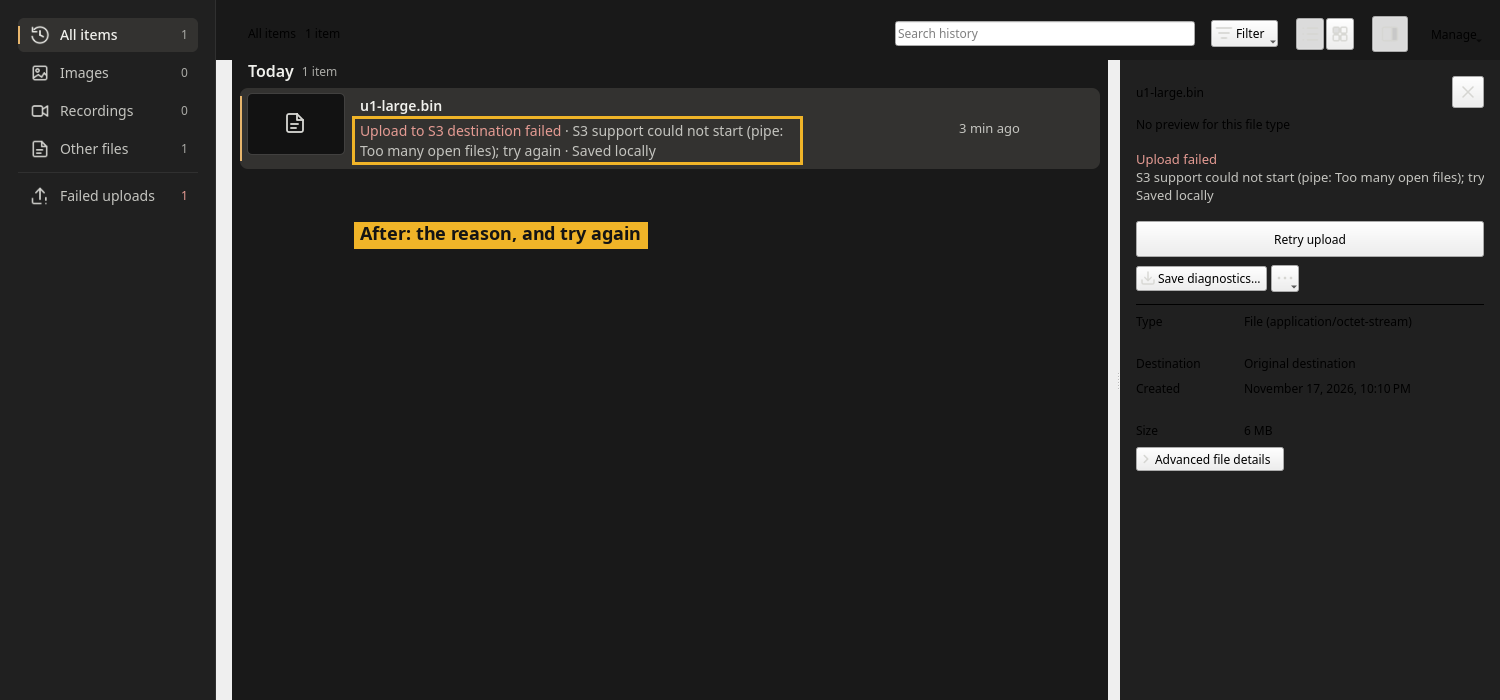 All items 1
Images 0
Recordings 0
Other files 1
Failed uploads 1
All items 1 item
Search history
Filter
Manage
Today 1 item
u1-large.bin
Upload to S3 destination failed · S3 support could not start (pipe:
Too many open files); try again · Saved locally
3 min ago
After: the reason, and try again
u1-large.bin
No preview for this file type
Upload failed
S3 support could not start (pipe: Too many open files); try
Saved locally
Retry upload
Save diagnostics...
Type File (application/octet-stream)
Destination Original destination
Created November 17, 2026, 10:10 PM
Size 6 MB
Advanced file details